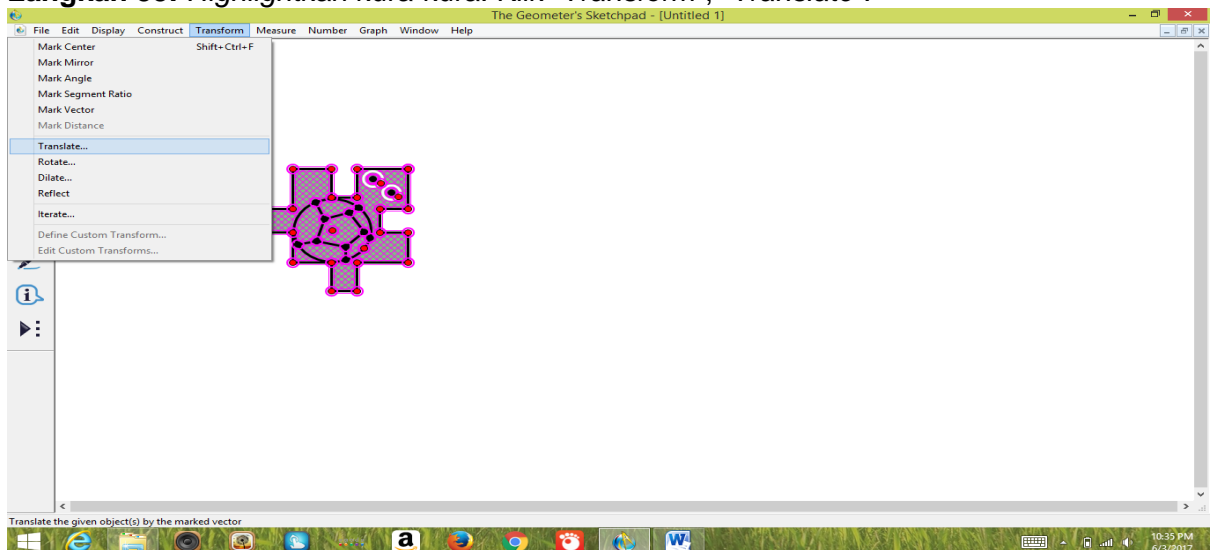 The Geometer's Sketchpad - [Untitled 1]
File Edit Display Construct Transform Measure Number Graph Window Help
Mark Center Shift+Ctrl+F
Mark Mirror
Mark Angle
Mark Segment Ratio
Mark Vector
Mark Distance
Translate...
Rotate...
Dilate...
Reflect
Iterate...
Define Custom Transform...
Edit Custom Transforms...
Translate the given object(s) by the marked vector
10:35 PM
6/3/2017